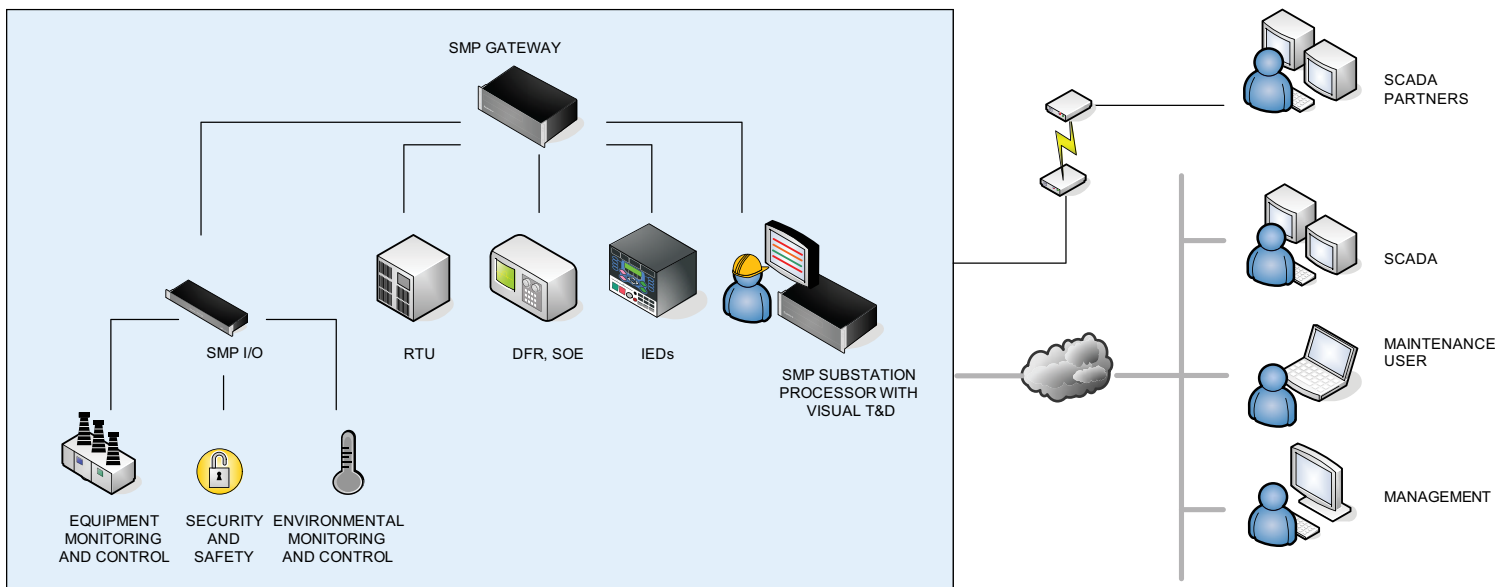 SMP GATEWAY
SCADA
PARTNERS
SCADA
MAINTENANCE
USER
MANAGEMENT
SMP I/O
RTU
DFR, SOE
IEDs
SMP SUBSTATION
PROCESSOR WITH
VISUAL T&D
EQUIPMENT
MONITORING
AND CONTROL
SECURITY
AND
SAFETY
ENVIRONMENTAL
MONITORING
AND CONTROL